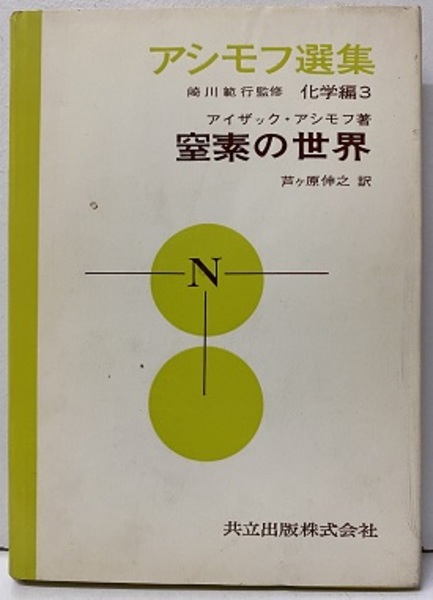 アシモフ選集
崎川範行監修 化学編3
アイザック・アシモフ著
窒素の世界
芦ヶ原伸之 訳
N
共立出版株式会社